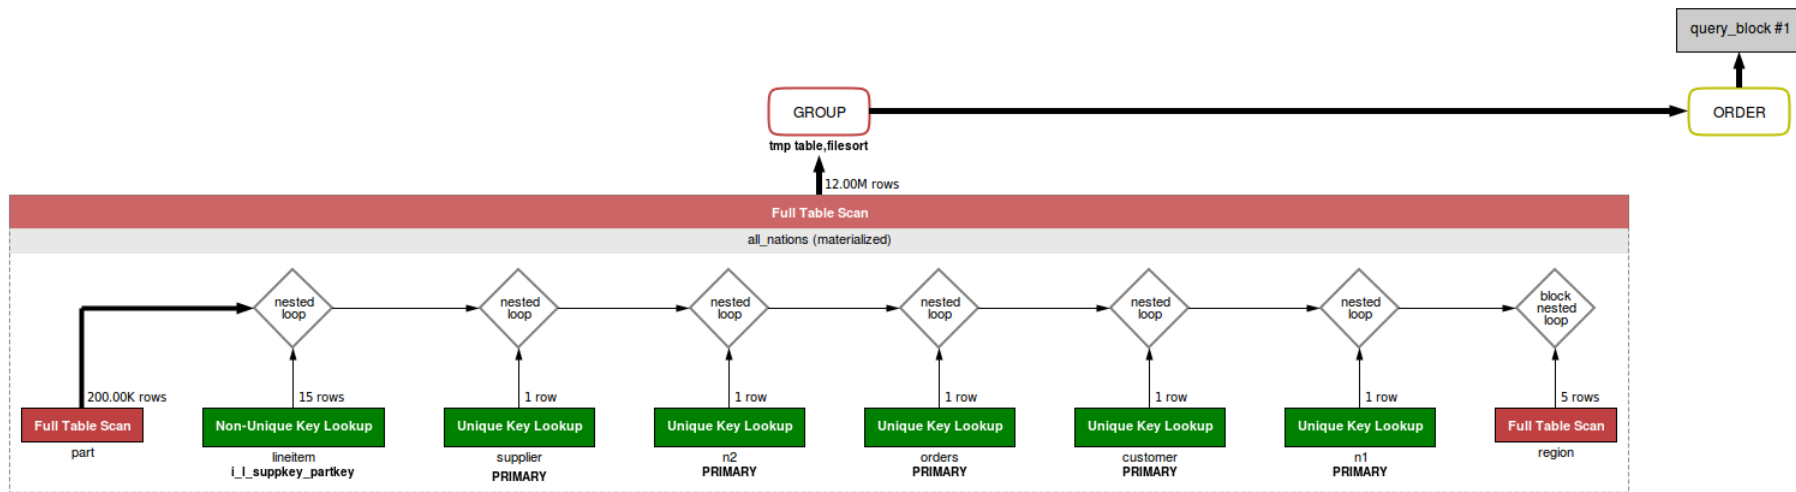 query_block #1
GROUP
ORDER
tmp table,filesort
12.00M rows
Full Table Scan
all_nations (materialized)
nested
loop
nested
loop
nested
loop
nested
loop
nested
loop
nested
loop
block
nested
loop
200.00K rows
15 rows
1 row
1 row
1 row
1 row
1 row
5 rows
Full Table Scan
Non-Unique Key Lookup
Unique Key Lookup
Unique Key Lookup
Unique Key Lookup
Unique Key Lookup
Unique Key Lookup
Full Table Scan
part
lineitem
i_l_suppkey_partkey
supplier
PRIMARY
n2
PRIMARY
orders
PRIMARY
customer
PRIMARY
n1
PRIMARY
region